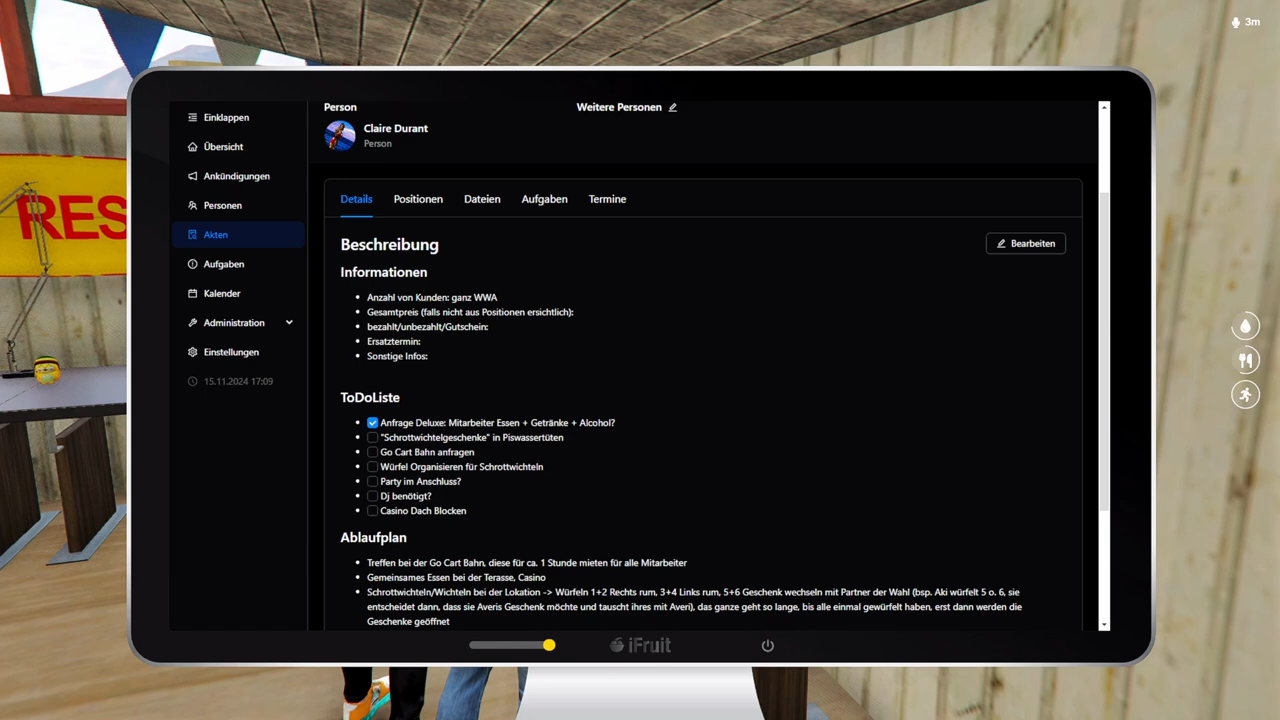 3m
Person
Weitere Personen
Einklappen
Claire Durant
Person
Übersicht
Ankündigungen
Personen
Akten
Aufgaben
Kalender
Administration
Einstellungen
15.11.2024 17:09
RES
Details Positionen Dateien Aufgaben Termine
Beschreibung
Bearbeiten
Informationen
• Anzahl von Kunden: ganz WWA
• Gesamtpreis (falls nicht aus Positionen ersichtlich):
• bezahlt/unbezahlt/Gutschein:
• Ersatztermin:
• Sonstige Infos:
ToDoListe
• Anfrage Deluxe: Mitarbeiter Essen + Getränke + Alcohol?
• "Schrottwichtelgeschenke" in Piswassertüten
• Go Cart Bahn anfragen
• Würfel Organisieren für Schrottwichteln
• Party im Anschluss?
• Dj benötigt?
• Casino Dach Blocken
Ablaufplan
• Treffen bei der Go Cart Bahn, diese für ca. 1 Stunde mieten für alle Mitarbeiter
• Gemeinsames Essen bei der Terasse, Casino
• Schrottwichteln/Wichteln bei der Lokation -> Würfeln 1+2 Rechts rum, 3+4 Links rum, 5+6 Geschenk wechseln mit Partner der Wahl (bsp. Aki würfelt 5 o. 6, sie
entscheidet dann, dass sie Averis Geschenk möchte und tauscht ihres mit Averi), das ganze geht so lange, bis alle einmal gewürfelt haben, erst dann werden die
Geschenke geöffnet
iFruit